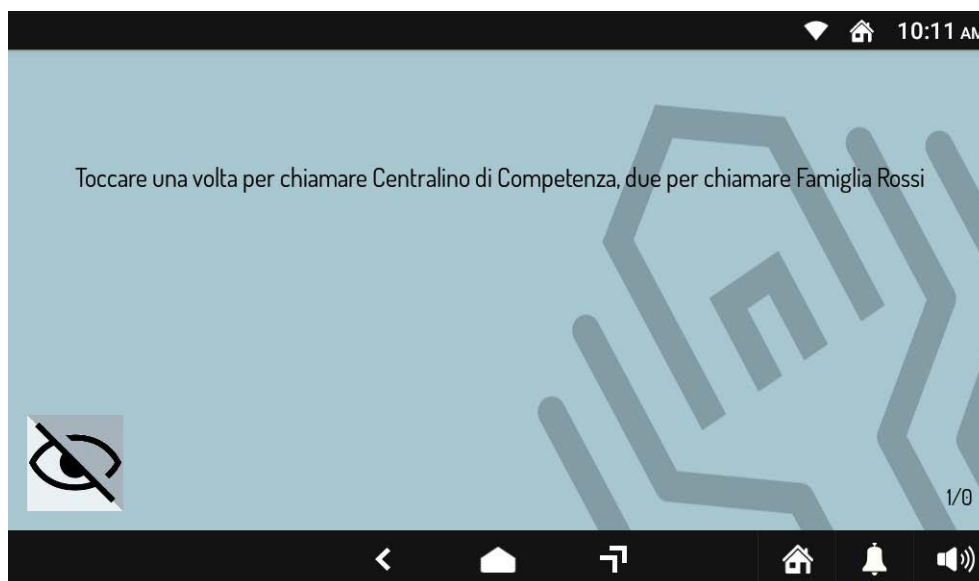 10:11 AM
Toccare una volta per chiamare Centralino di Competenza, due per chiamare Famiglia Rossi
1/0